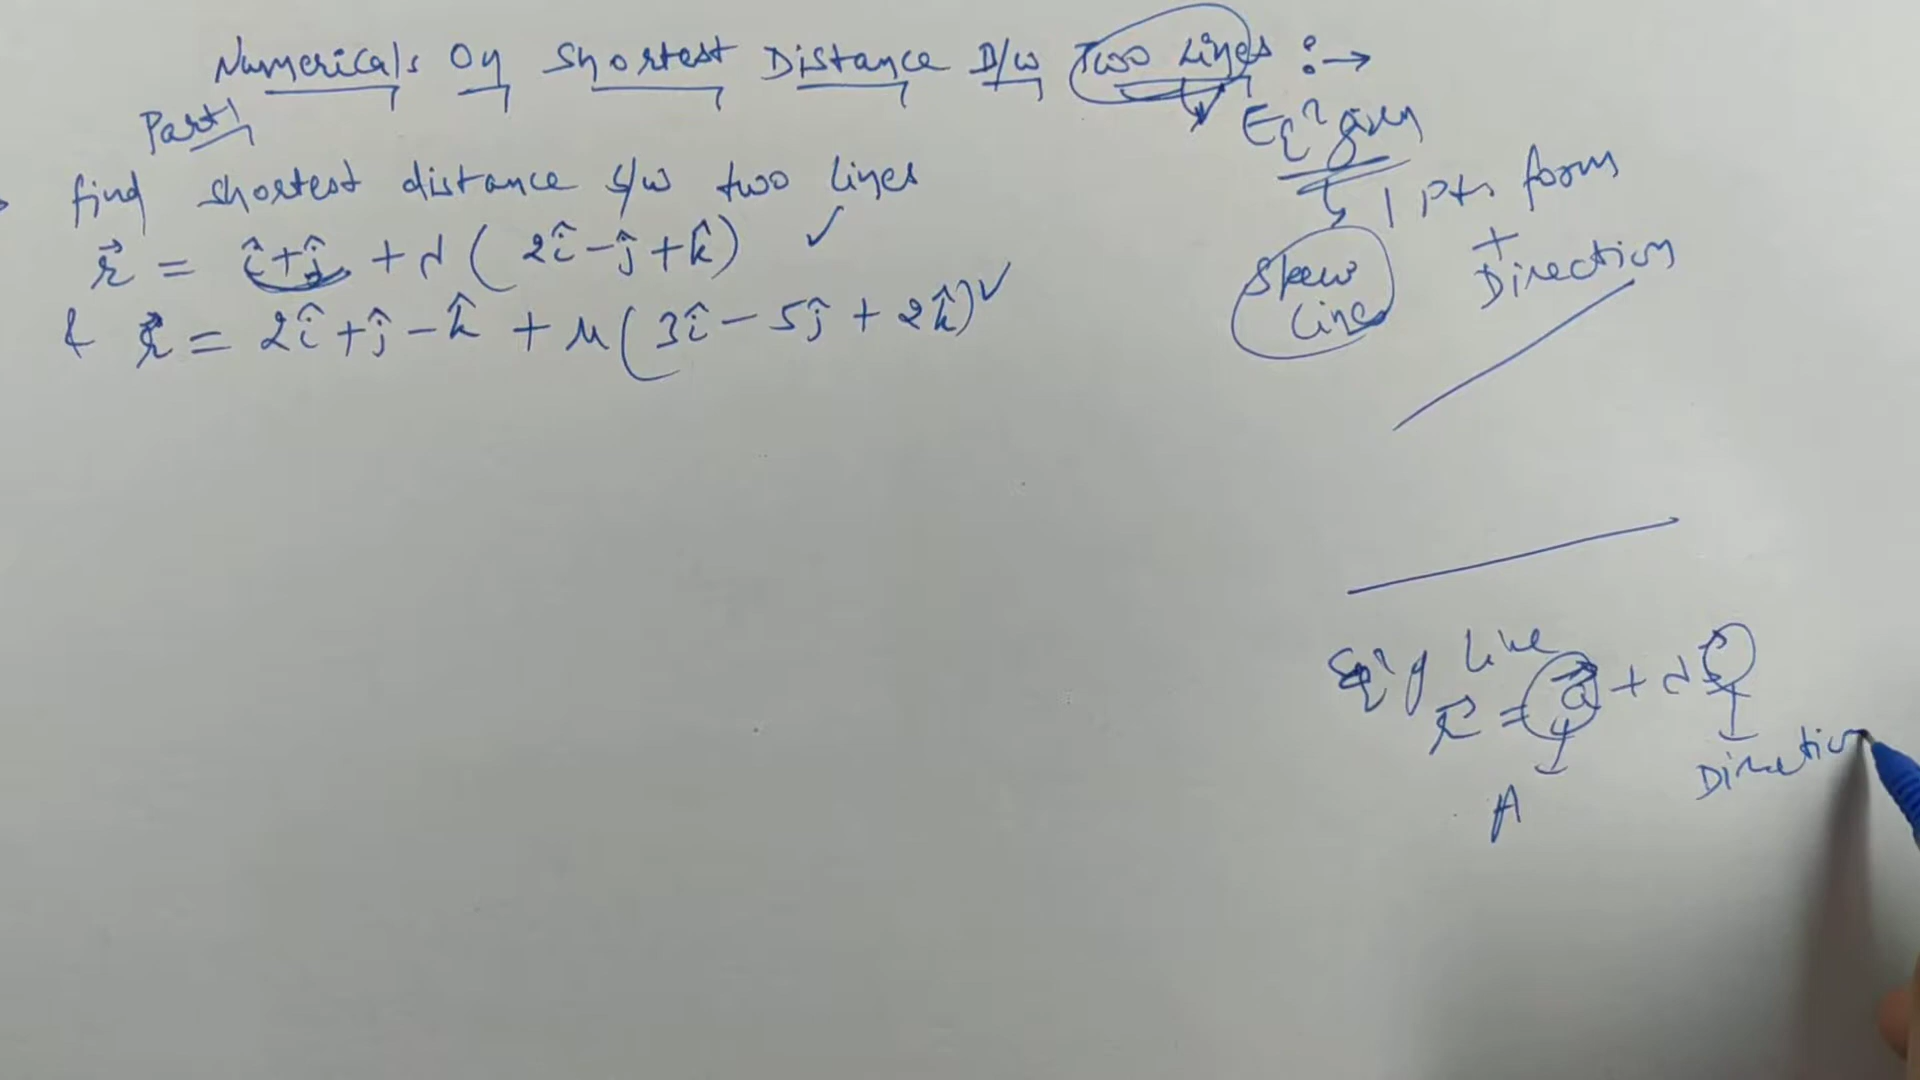 Numericals On Shortest Distance B/w Two Lines :→
Part 1
Eqn given
find shortest distance b/w two lines
1 Pt. form
+
Direction
r⃗ = î+ĵ + λ ( 2î-ĵ+k̂) ✓
Skew
Line
& r⃗ = 2î+ĵ-k̂ + μ(3î-5ĵ+2k̂) ✓
Eqn of Line
r⃗ = a⃗ + λ
A
Direction